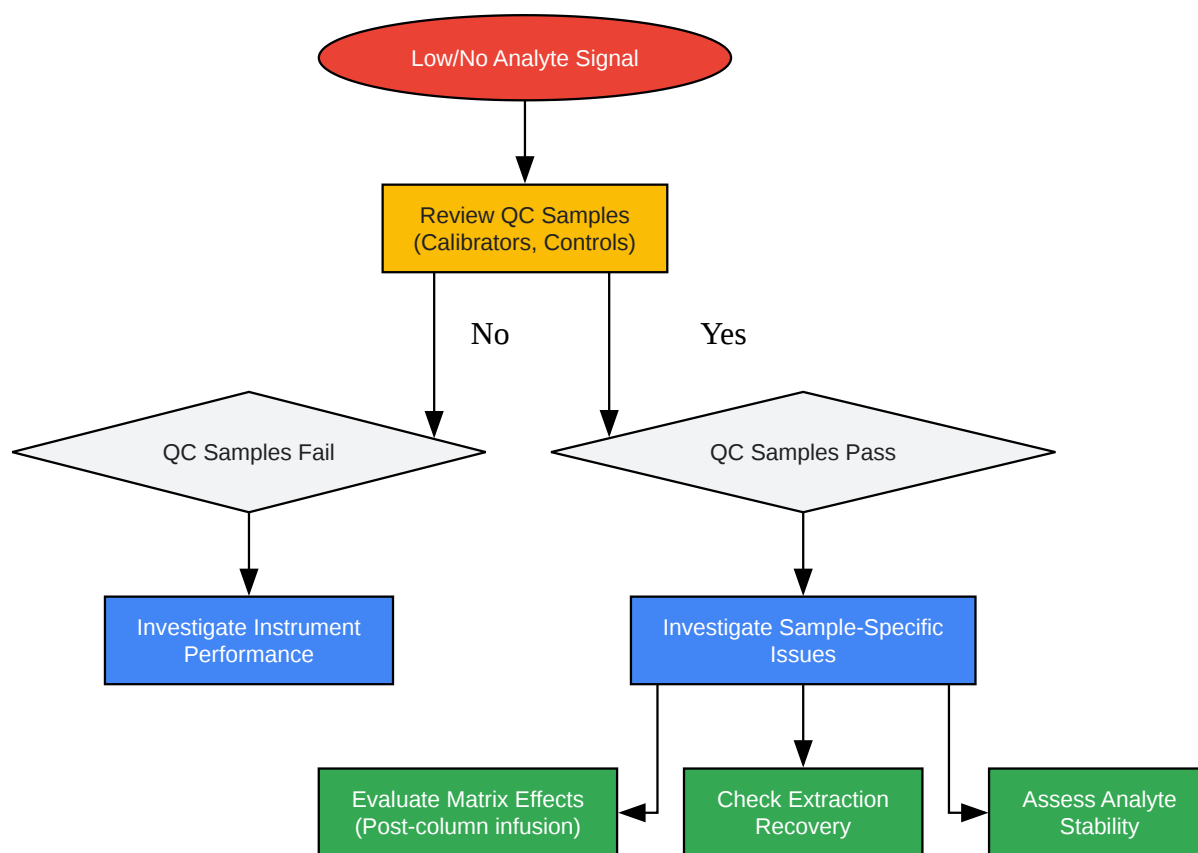 Low/No Analyte Signal
Review QC Samples
(Calibrators, Controls)
No
Yes
QC Samples Fail
QC Samples Pass
Investigate Instrument
Performance
Investigate Sample-Specific
Issues
Evaluate Matrix Effects
(Post-column infusion)
Check Extraction
Recovery
Assess Analyte
Stability